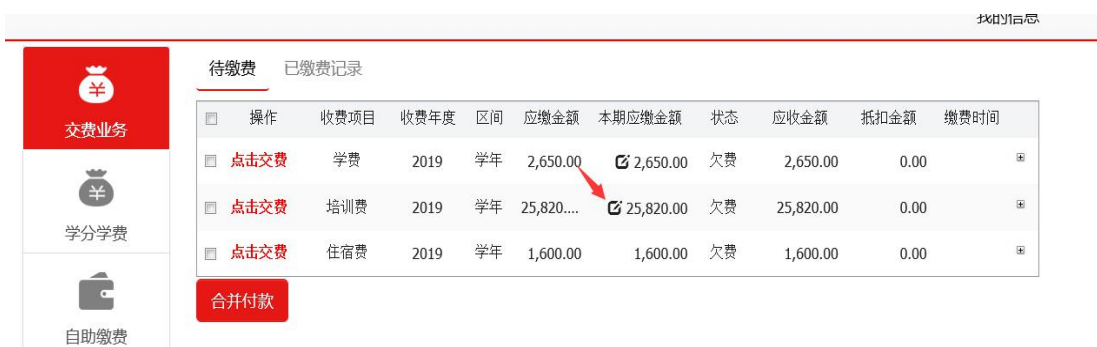 我的信息
待缴费 已缴费记录
交费业务
学分学费
自助缴费
操作 收费项目 收费年度 区间 应缴金额 本期应缴金额 状态 应收金额 抵扣金额 缴费时间
点击交费 学费 2019 学年 2,650.00 2,650.00 欠费 2,650.00 0.00
点击交费 培训费 2019 学年 25,820.... 25,820.00 欠费 25,820.00 0.00
点击交费 住宿费 2019 学年 1,600.00 1,600.00 欠费 1,600.00 0.00
合并付款